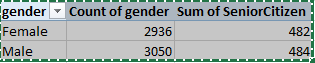 gender Count of gender Sum of SeniorCitizen
Female 2936 482
Male 3050 484